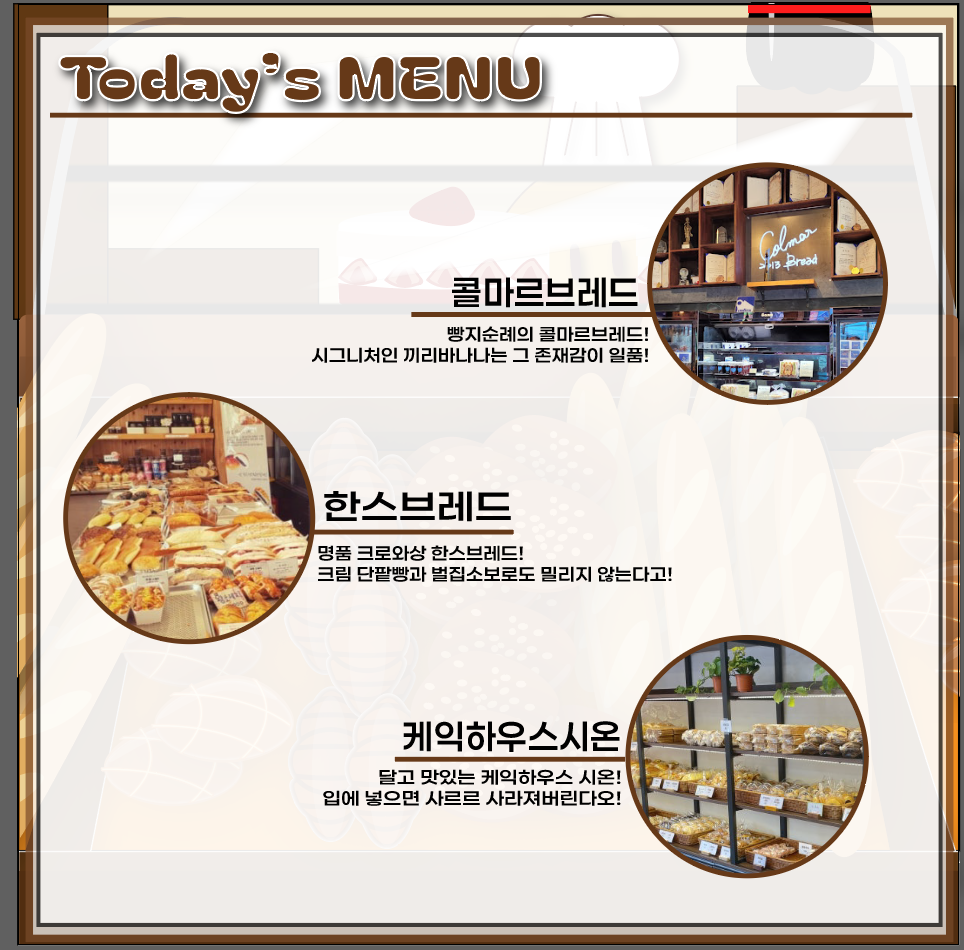 Today's MENU
Colmar
2013 Bread
콜마르브레드
빵지순례의 콜마르브레드!
시그니처인 끼리바나나는 그 존재감이 일품!
한스브레드
명품 크로와상 한스브레드!
크림 단팥빵과 벌집소보로도 밀리지 않는다고!
케익하우스시온
달고 맛있는 케익하우스 시온!
입에 넣으면 사르르 사라져버린다오!